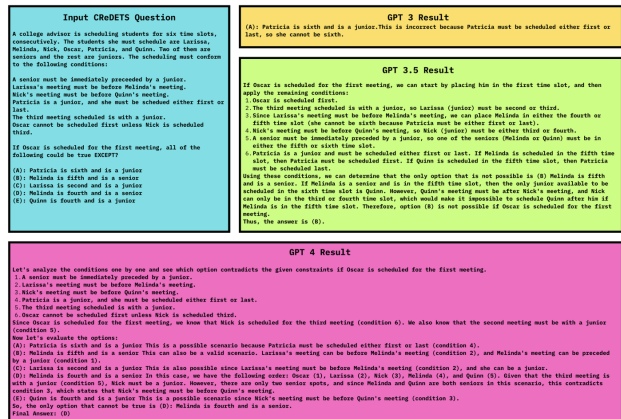 Input CReDETS Question
A college advisor is scheduling students for six time slots,
consecutively. The students she must schedule are Larissa,
Melinda, Nick, Oscar, Patricia, and Quinn. Two of them are
seniors and the rest are juniors. The scheduling must conform
to the following conditions:
A senior must be immediately preceded by a junior.
Larissa's meeting must be before Melinda's meeting.
Nick's meeting must be before Quinn's meeting.
Patricia is a junior, and she must be schedued either first or
last.
The third meeting scheduled is with a junior.
Oscar cannot be scheduled first unless Nick is scheduled
third.
If Oscar is scheduled for the first meeting, all of the
following could be true EXCEPT?
(A): Patricia is sixth and is a junior
(B): Melinda is fifth and is a senior
(C): Larissa is second and is a junior
(D): Melinda is fourth and is a senior
(E): Quinn is fourth and is a junior
GPT 3 Result
(A): Patricia is sixth and is a junior.This is incorrect because Patricia must be scheduled either first or
last, so she cannot be sixth.
GPT 3.5 Result
If Oscar is scheduled for the first meeting, we can start by placing him in the first time slot, and then
apply the remaining conditions:
1.Oscar is scheduled first.
2.The third meeting scheduled is with a junior, so Larissa (junior) must be second or third.
3.Since Larissa's meeting must be before Melinda's meeting, we can place Melinda in either the fourth or
fifth time slot (she cannot be sixth because Patricia must be either first or last).
4.Nick's meeting must be before Quinn's meeting, so Nick (junior) must be either third or fourth.
5.A senior must be immediately preceded by a junior, so one of the seniors (Melinda or Quinn) must be in
either the fifth or sixth time slot.
6.Patricia is a junior and must be scheduled either first or last. If Melinda is scheduled in the fifth time
slot, then Patricia must be scheduled first. If Quinn is scheduled in the fifth time slot, then Patricia
must be scheduled last.
Using these conditions, we can determine that the only option that is not possible is (B) Melinda is fifth
and is a senior. If Melinda is a senior and is in the fifth time slot, then the only junior available to be
scheduled in the sixth time slot is Quinn. However, Quinn's meeting must be after Nick's meeting, and Nick
can only be in the third or fourth time slot, which would make it impossible to schedule Quinn after him if
Melinda is in the fifth time slot. Therefore, option (B) is not possible if Oscar is scheduled for the first
meeting.
Thus, the answer is (B).
GPT 4 Result
Let's analyze the conditions one by one and see which option contradicts the given constraints if Oscar is scheduled for the first meeting.
1.A senior must be immediately preceded by a junior.
2.Larissa's meeting must be before Melinda's meeting.
3.Nick's meeting must be before Quinn's meeting.
4.Patricia is a junior, and she must be scheduled either first or last.
5.The third meeting scheduled is with a junior.
6.Oscar cannot be scheduled first unless Nick is scheduled third.
Since Oscar is scheduled for the first meeting, we know that Nick is scheduled for the third meeting (condition 6). We also know that the second meeting must be with a junior
(condition 5).
Now let's evaluate the options:
(A): Patricia is sixth and is a junior This is a possible scenario because Patricia must be scheduled either first or last (condition 4).
(B): Melinda is fifth and is a senior This can also be a valid scenario. Larissa's meeting can be before Melinda's meeting (condition 2), and Melinda's meeting can be preceded
by a junior (condition 1).
(C): Larissa is second and is a junior This is also possible since Larissa's meeting must be before Melinda's meeting (condition 2), and she can be a junior.
(D): Melinda is fourth and is a senior In this case, we have the following order: Oscar (1), Larissa (2), Nick (3), Melinda (4), and Quinn (5). Given that the third meeting is
with a junior (condition 5), Nick must be a junior. However, there are only two senior spots, and since Melinda and Quinn are both seniors in this scenario, this contradicts
condition 3, which states that Nick's meeting must be before Quinn's meeting.
(E): Quinn is fourth and is a junior This is a possible scenario since Nick's meeting must be before Quinn's meeting (condition 3).
So, the only option that cannot be true is (D): Melinda is fourth and is a senior.
Final Answer: (D)